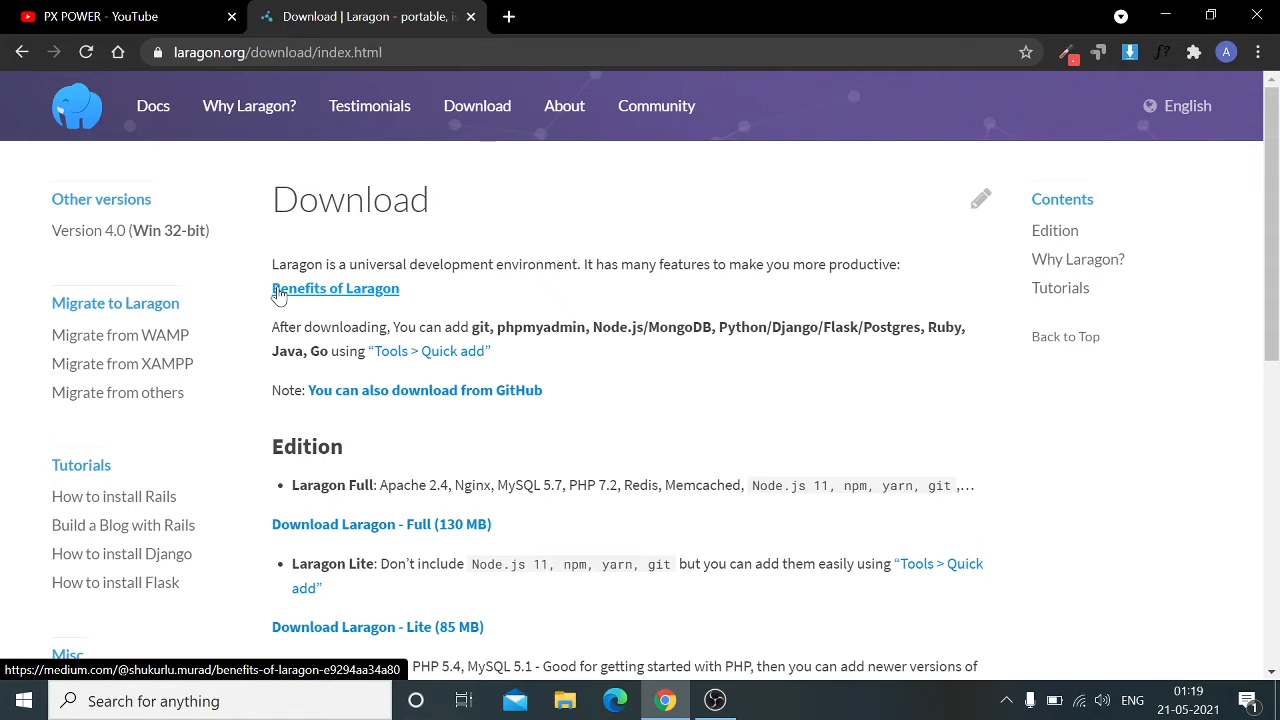 PX POWER - YouTube
Download | Laragon - portable, is
laragon.org/download/index.html
A
Docs Why Laragon? Testimonials Download About Community English
Other versions
Version 4.0 (Win 32-bit)
Migrate to Laragon
Migrate from WAMP
Migrate from XAMPP
Migrate from others
Tutorials
How to install Rails
Build a Blog with Rails
How to install Django
How to install Flask
Misc
Download
Laragon is a universal development environment. It has many features to make you more productive:
Benefits of Laragon
After downloading, You can add git, phpmyadmin, Node.js/MongoDB, Python/Django/Flask/Postgres, Ruby,
Java, Go using “Tools > Quick add”
Note: You can also download from GitHub
Edition
• Laragon Full: Apache 2.4, Nginx, MySQL 5.7, PHP 7.2, Redis, Memcached, Node.js 11, npm, yarn, git ,...
Download Laragon - Full (130 MB)
• Laragon Lite: Don’t include Node.js 11, npm, yarn, git but you can add them easily using “Tools > Quick
add”
Download Laragon - Lite (85 MB)
PHP 5.4, MySQL 5.1 - Good for getting started with PHP, then you can add newer versions of
Contents
Edition
Why Laragon?
Tutorials
Back to Top
https://medium.com/@shukurlu.murad/benefits-of-laragon-e9294aa34a80
Search for anything
ENG
01:19
21-05-2021
1